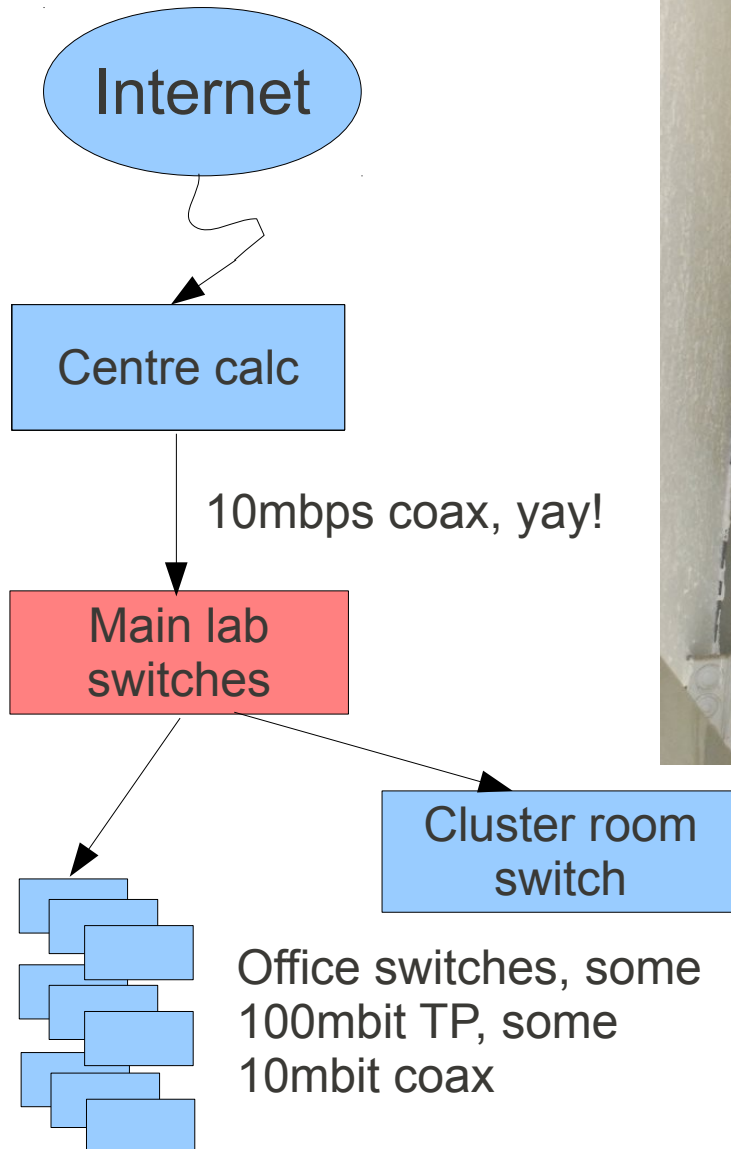 Internet
Centre calc
10mbps coax, yay!
Main lab
switches
Cluster room
switch
Office switches, some
100mbit TP, some
10mbit coax